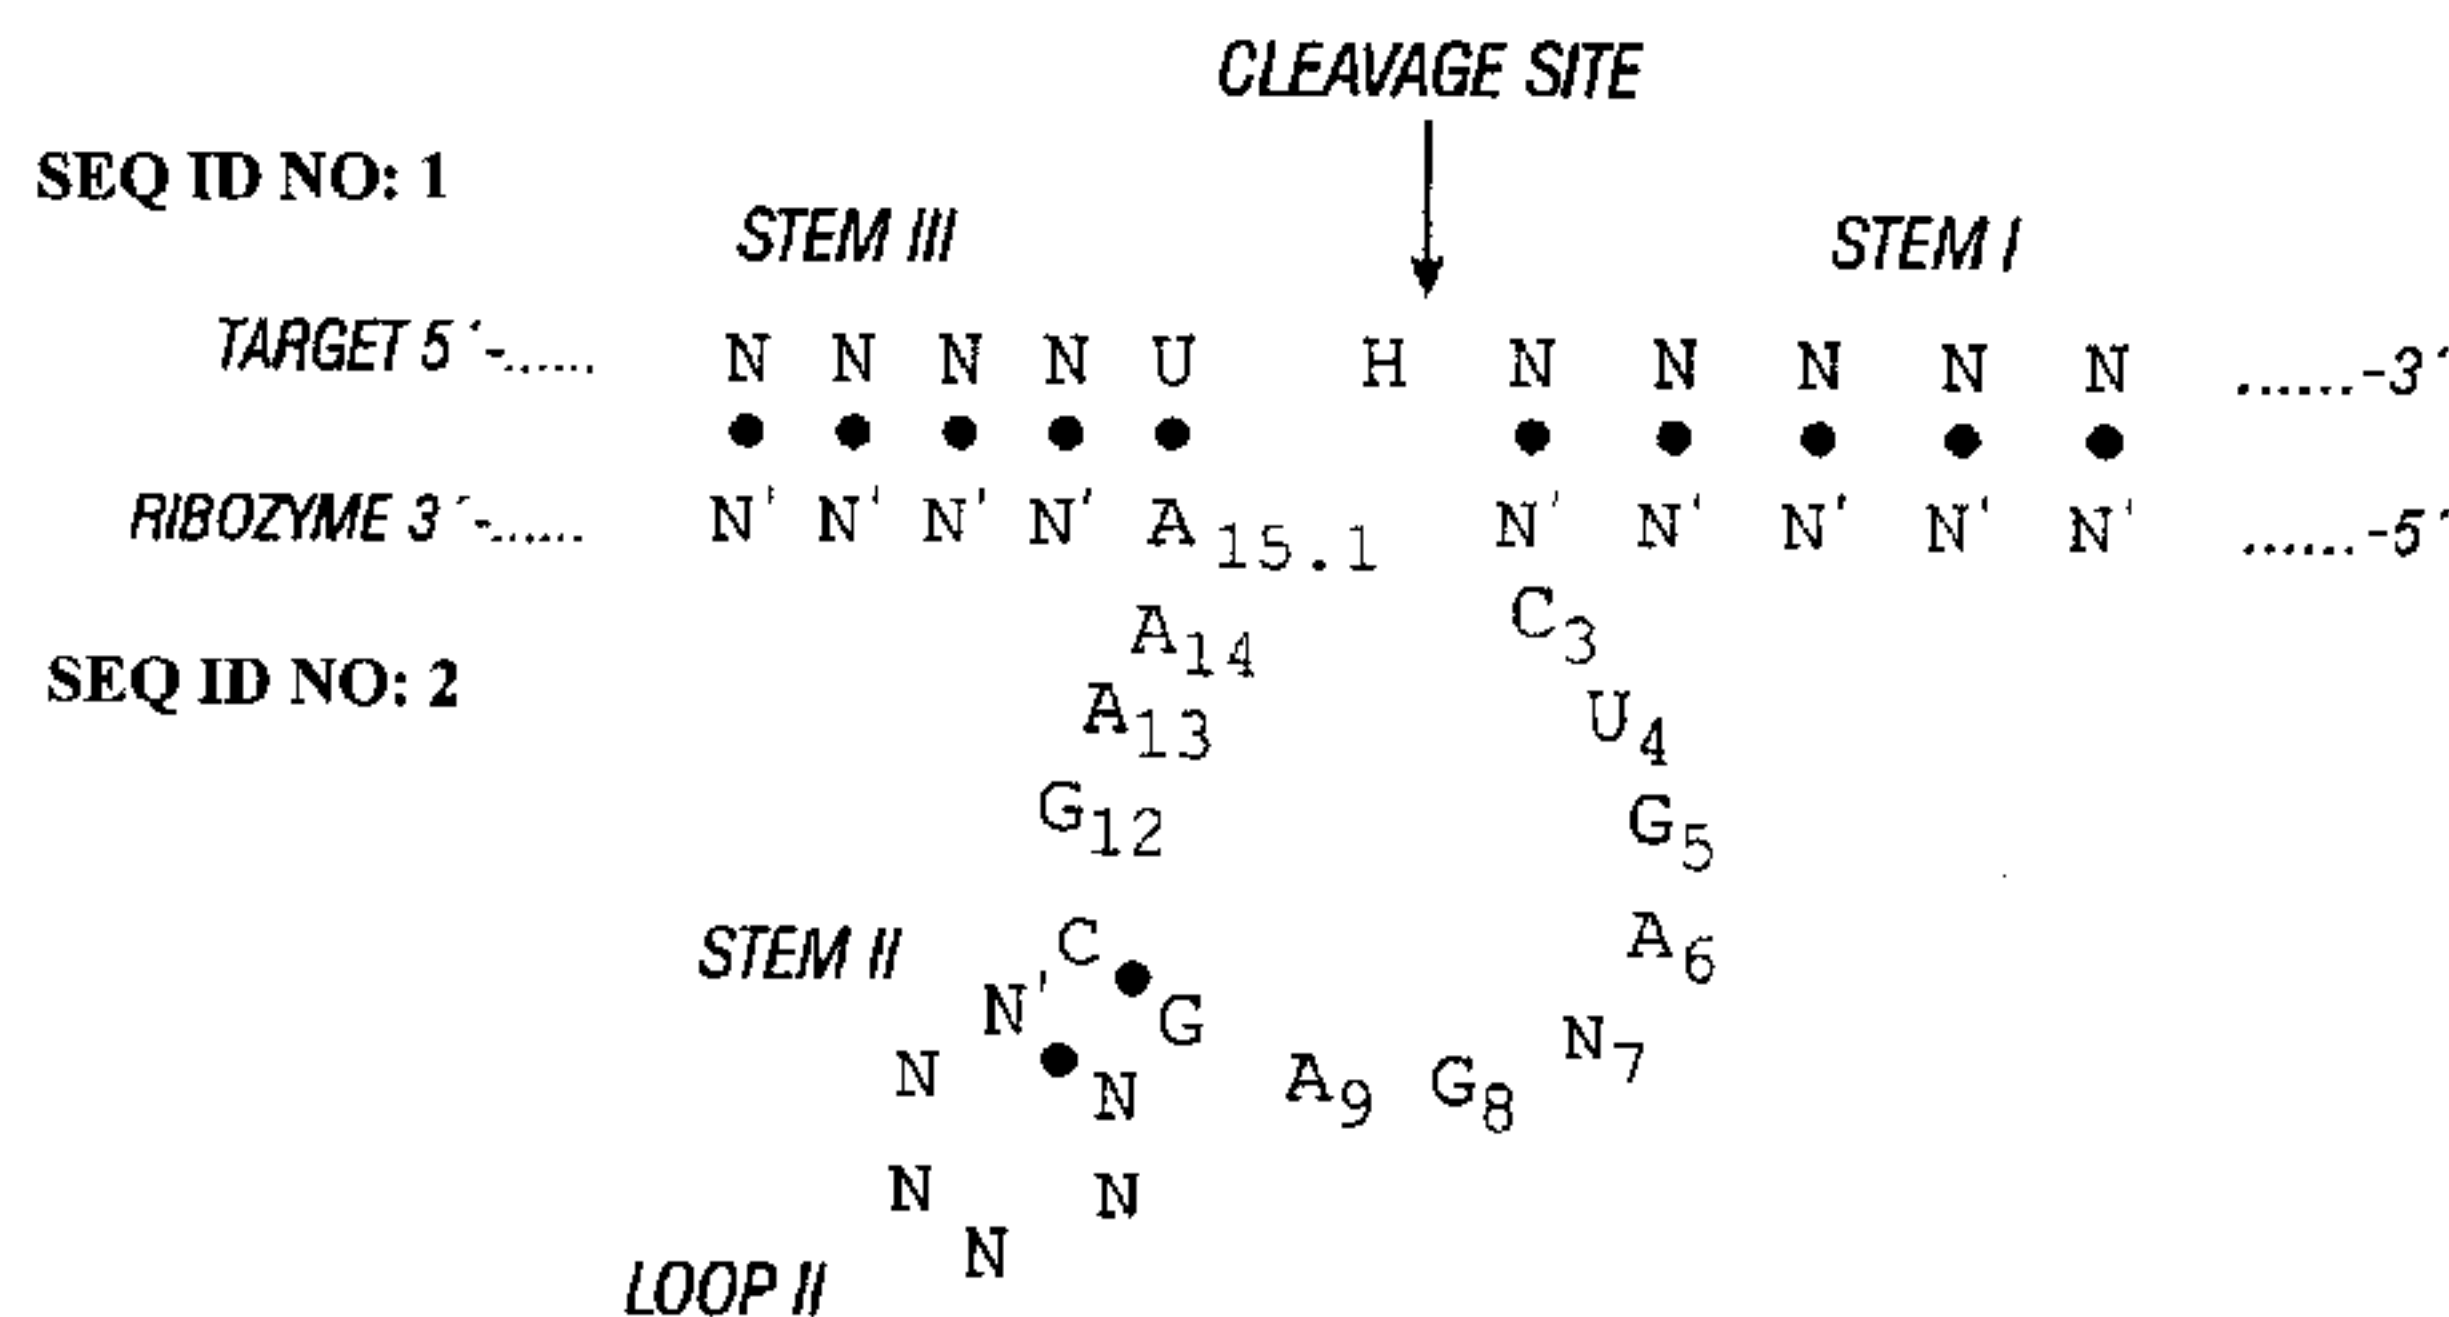 CLEAVAGE SITE
SEQ ID NO: 1
STEM III
STEM I
TARGET 5´-...... N N N N U H N N N N N ......-3´
RIBOZYME 3´-...... N' N' N' N' A15.1 N' N' N' N' N' ......-5´
A14 C3
SEQ ID NO: 2
A13 U4
G12 G5
STEM II C A6
N' G N7
N N A9 G8
N N
N
LOOP II